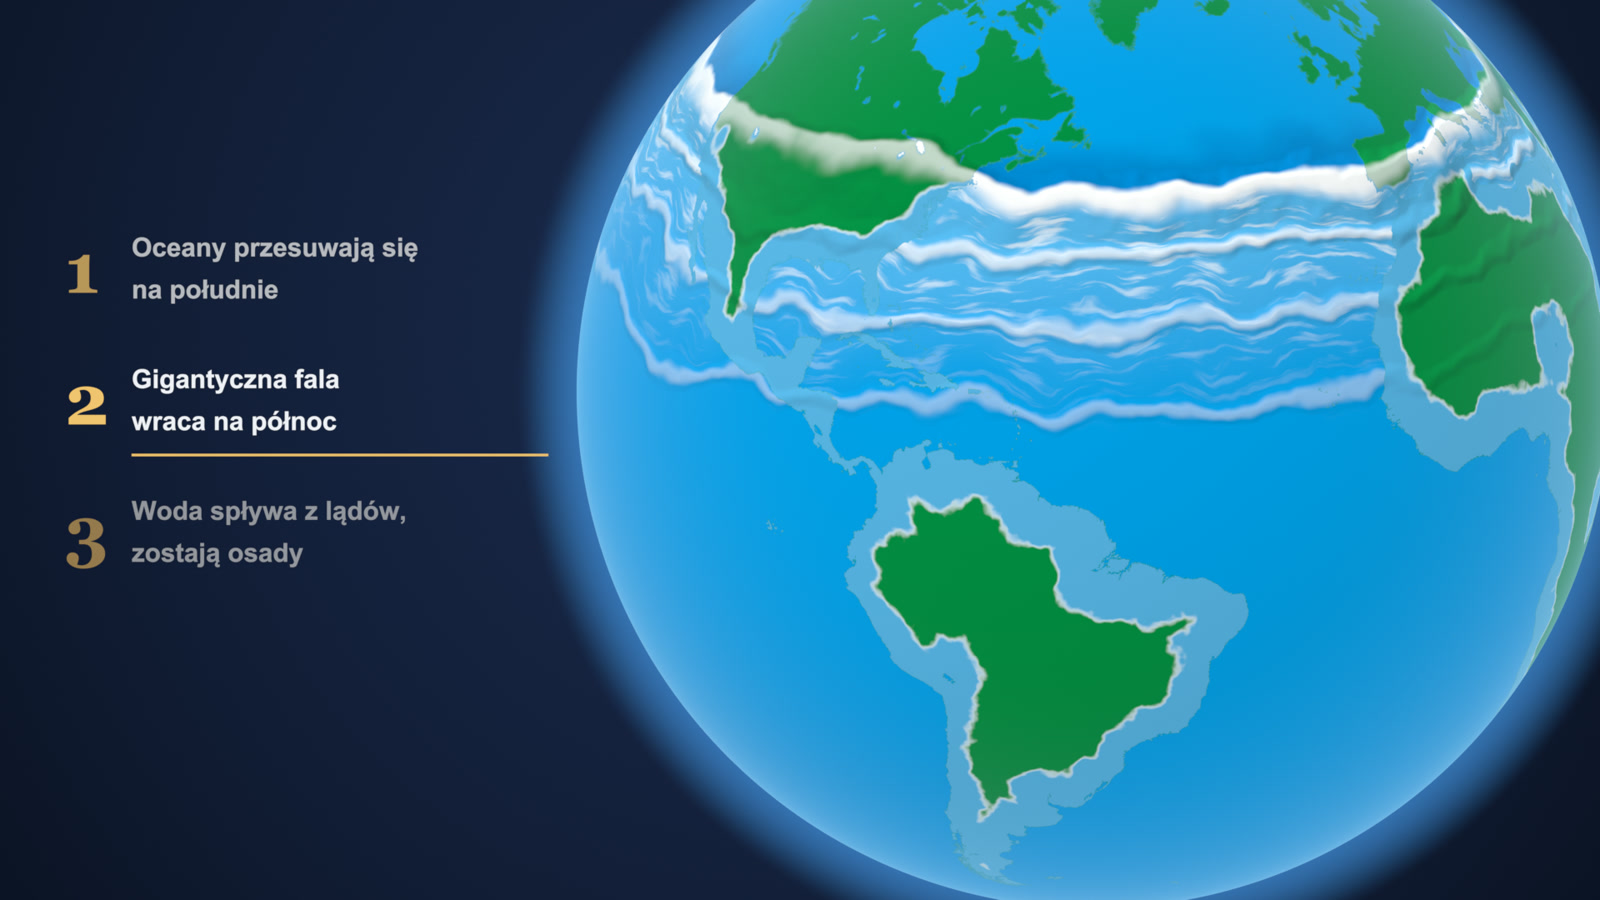 1 Oceany przesuwają się
na południe
2 Gigantyczna fala
wraca na północ
3 Woda spływa z lądów,
zostają osady